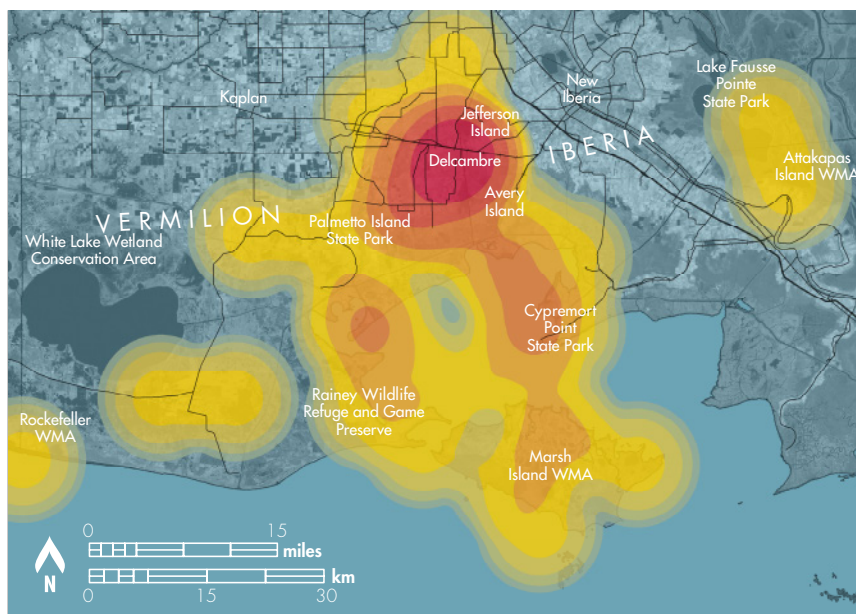 Lake Fausse
Pointe
State Park
New
Iberia
Kaplan
Jefferson
Island
IBERIA
Delcambre
Attakapas
Island WMA
Avery
Island
VERMILION
Palmetto Island
State Park
White Lake Wetland
Conservation Area
Cypremort
Point
State Park
Rainey Wildlife
Refuge and Game
Preserve
Rockefeller
WMA
Marsh
Island WMA
0 15
miles
km
0 15 30
N